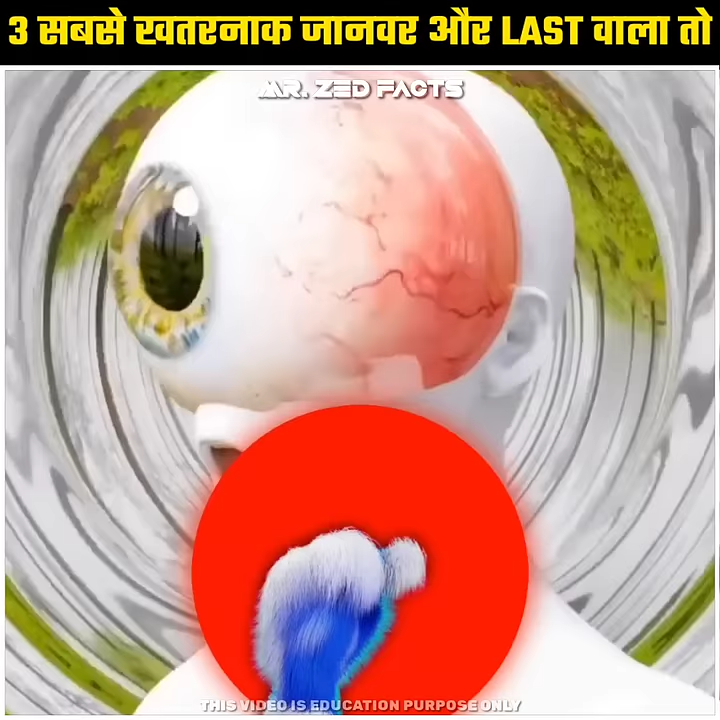 3 सबसे खतरनाक जानवर और LAST वाला तो
MR. ZED FACTS
THIS VIDEO IS EDUCATION PURPOSE ONLY